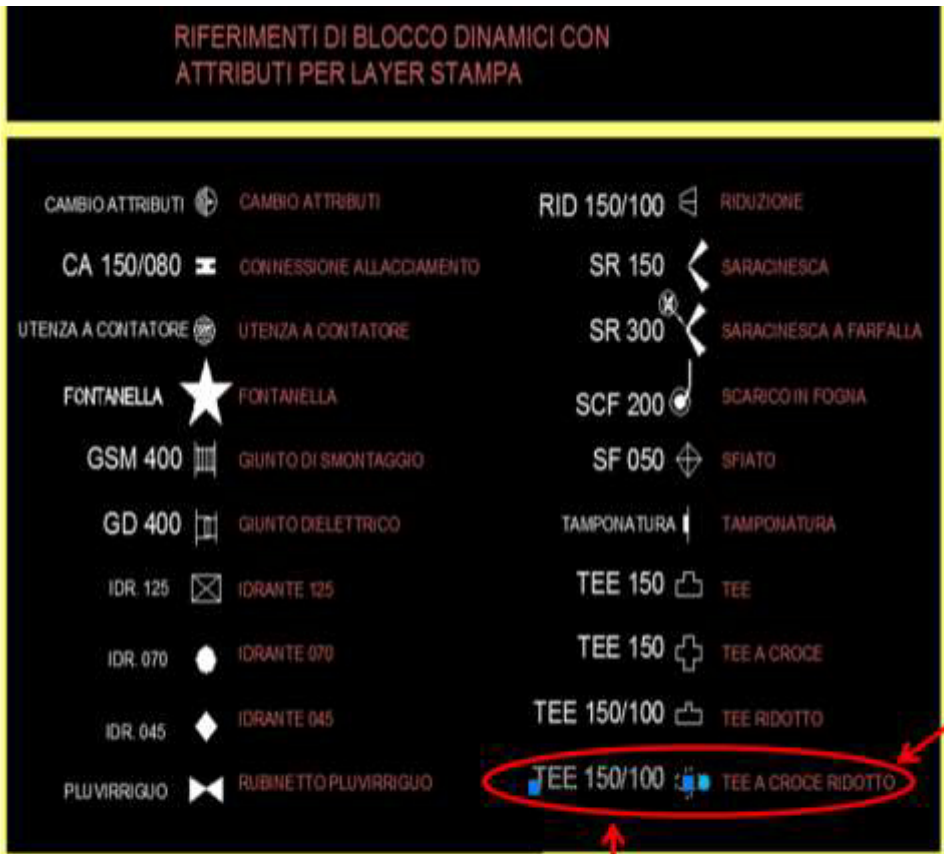 RIFERIMENTI DI BLOCCO DINAMICI CON
ATTRIBUTI PER LAYER STAMPA
CAMBIO ATTRIBUTI CAMBIO ATTRIBUTI
CA 150/080 CONNESSIONE ALLACCIAMENTO
UTENZA A CONTATORE UTENZA A CONTATORE
FONTANELLA FONTANELLA
GSM 400 GIUNTO DI SMONTAGGIO
GD 400 GIUNTO DIELETTRICO
IDR. 125 IDRANTE 125
IDR. 070 IDRANTE 070
IDR. 045 IDRANTE 045
PLUVIRRIGUO RUBINETTO PLUVIRRIGUO
RID 150/100 RIDUZIONE
SR 150 SARACINESCA
SR 300 SARACINESCA A FARFALLA
SCF 200 SCARICO IN FOGNA
SF 050 SFIATO
TAMPONATURA TAMPONATURA
TEE 150 TEE
TEE 150 TEE A CROCE
TEE 150/100 TEE RIDOTTO
TEE 150/100 TEE A CROCE RIDOTTO